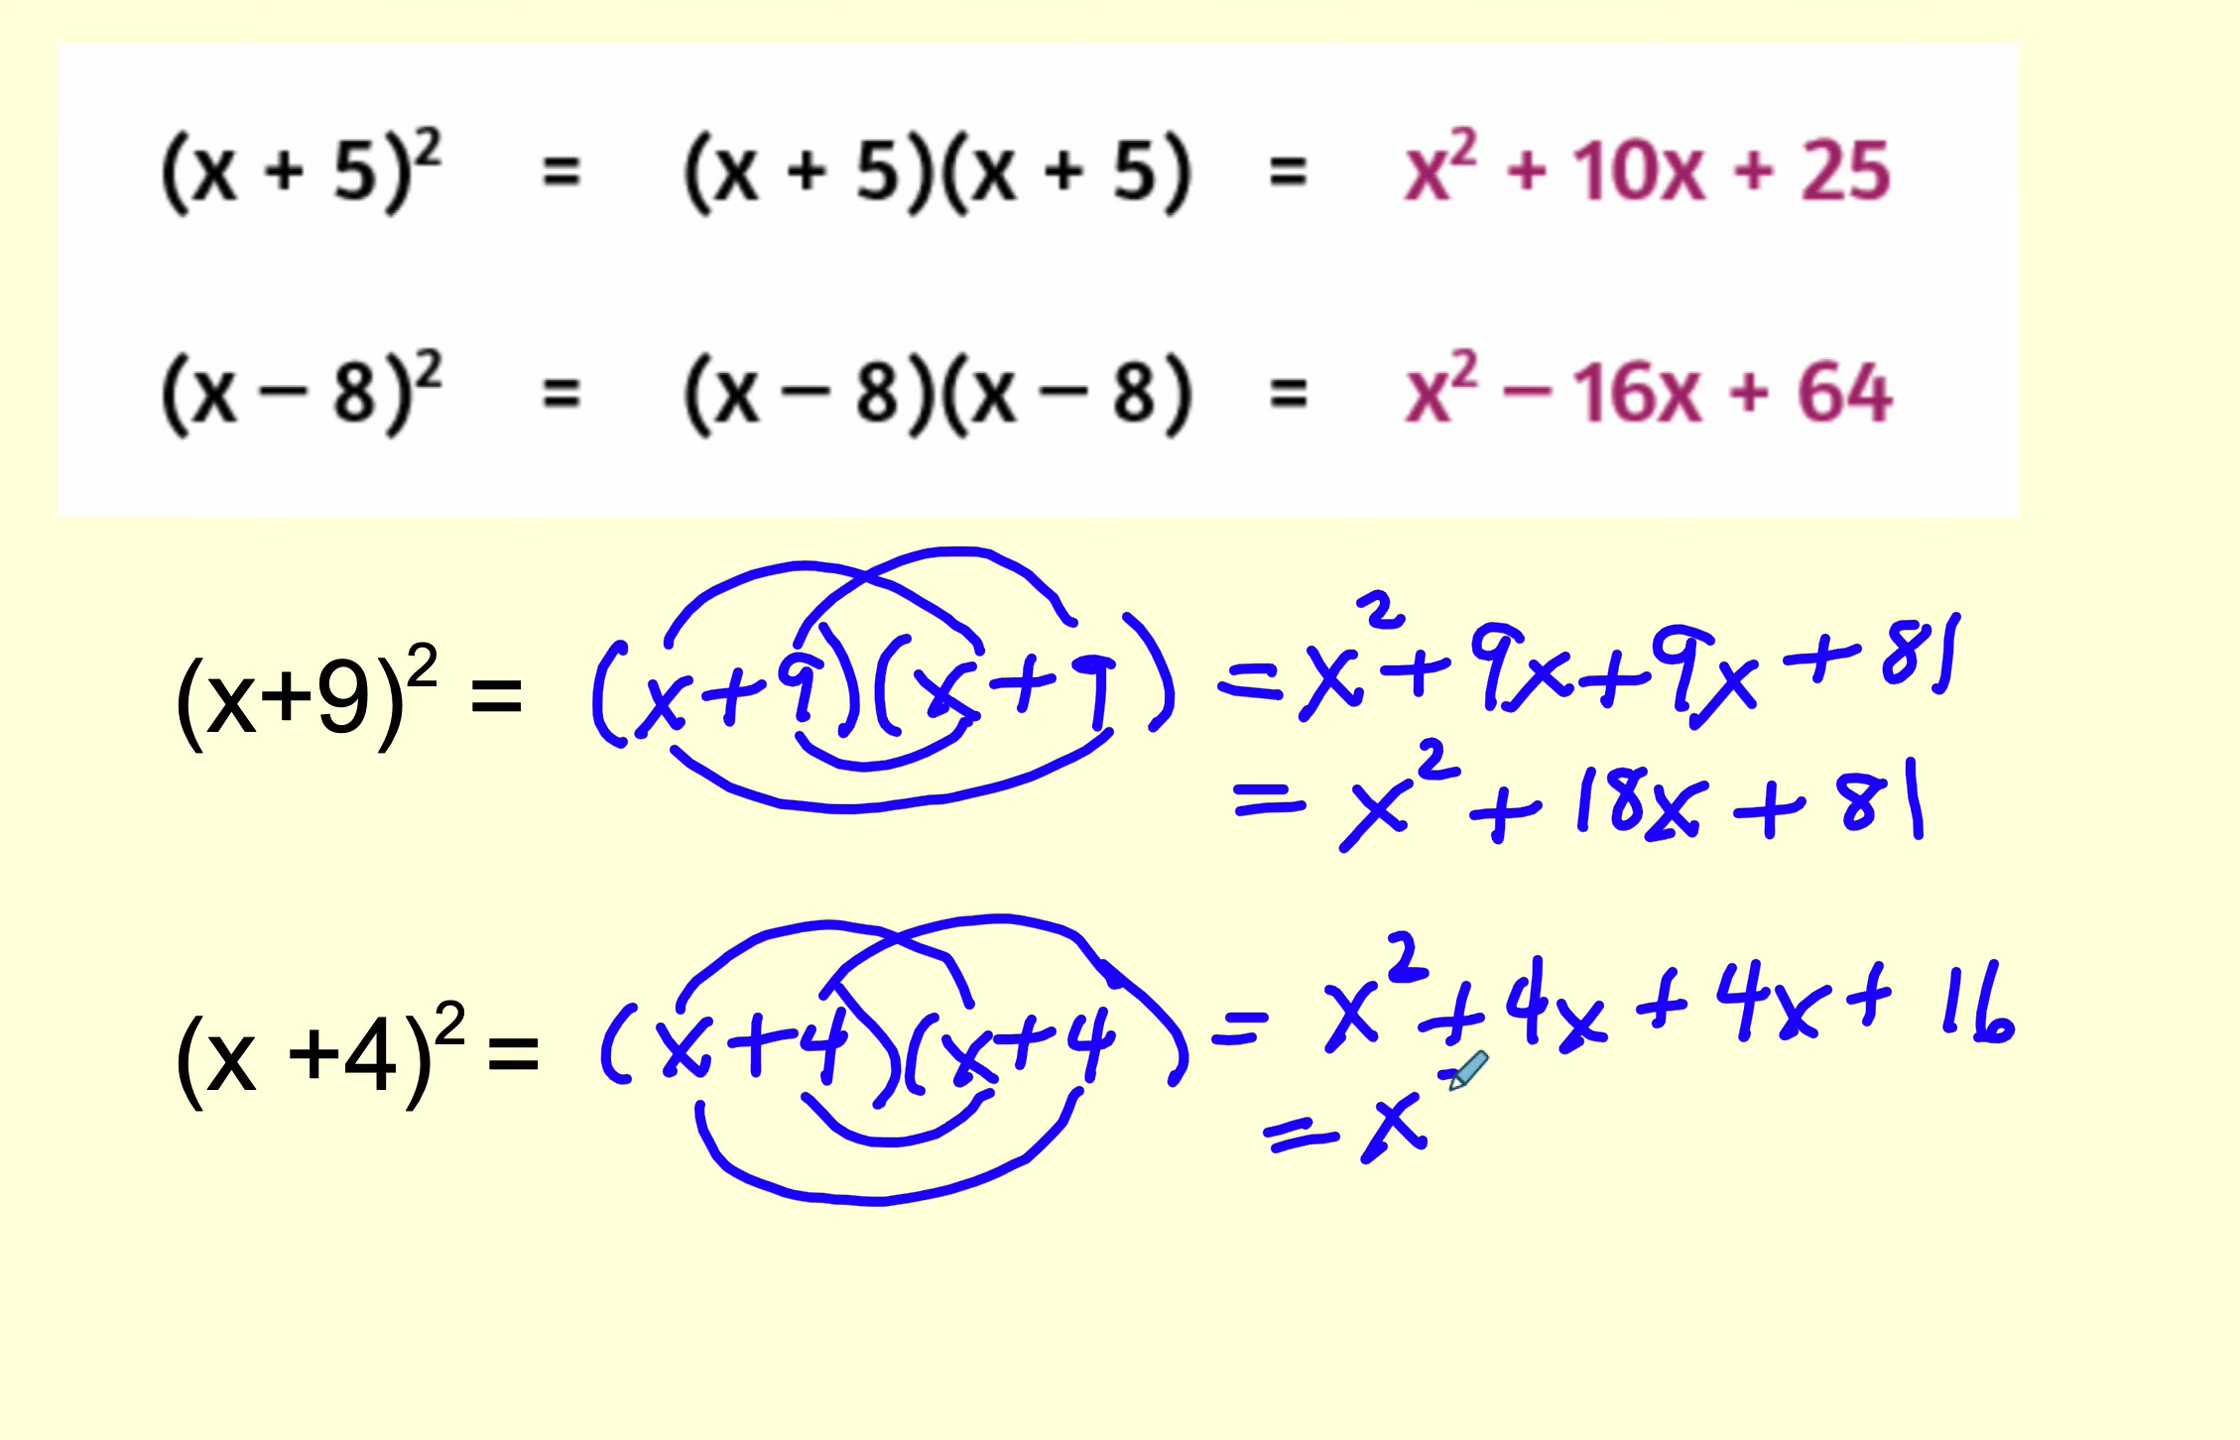 (x + 5)² = (x + 5)(x + 5) = x² + 10x + 25
(x – 8)² = (x – 8)(x – 8) = x² – 16x + 64
(x+9)² = (x+9)(x+9) = x²+9x+9x+81
= x²+18x+81
(x +4)² = (x+4)(x+4) = x²+4x+4x+16
= x